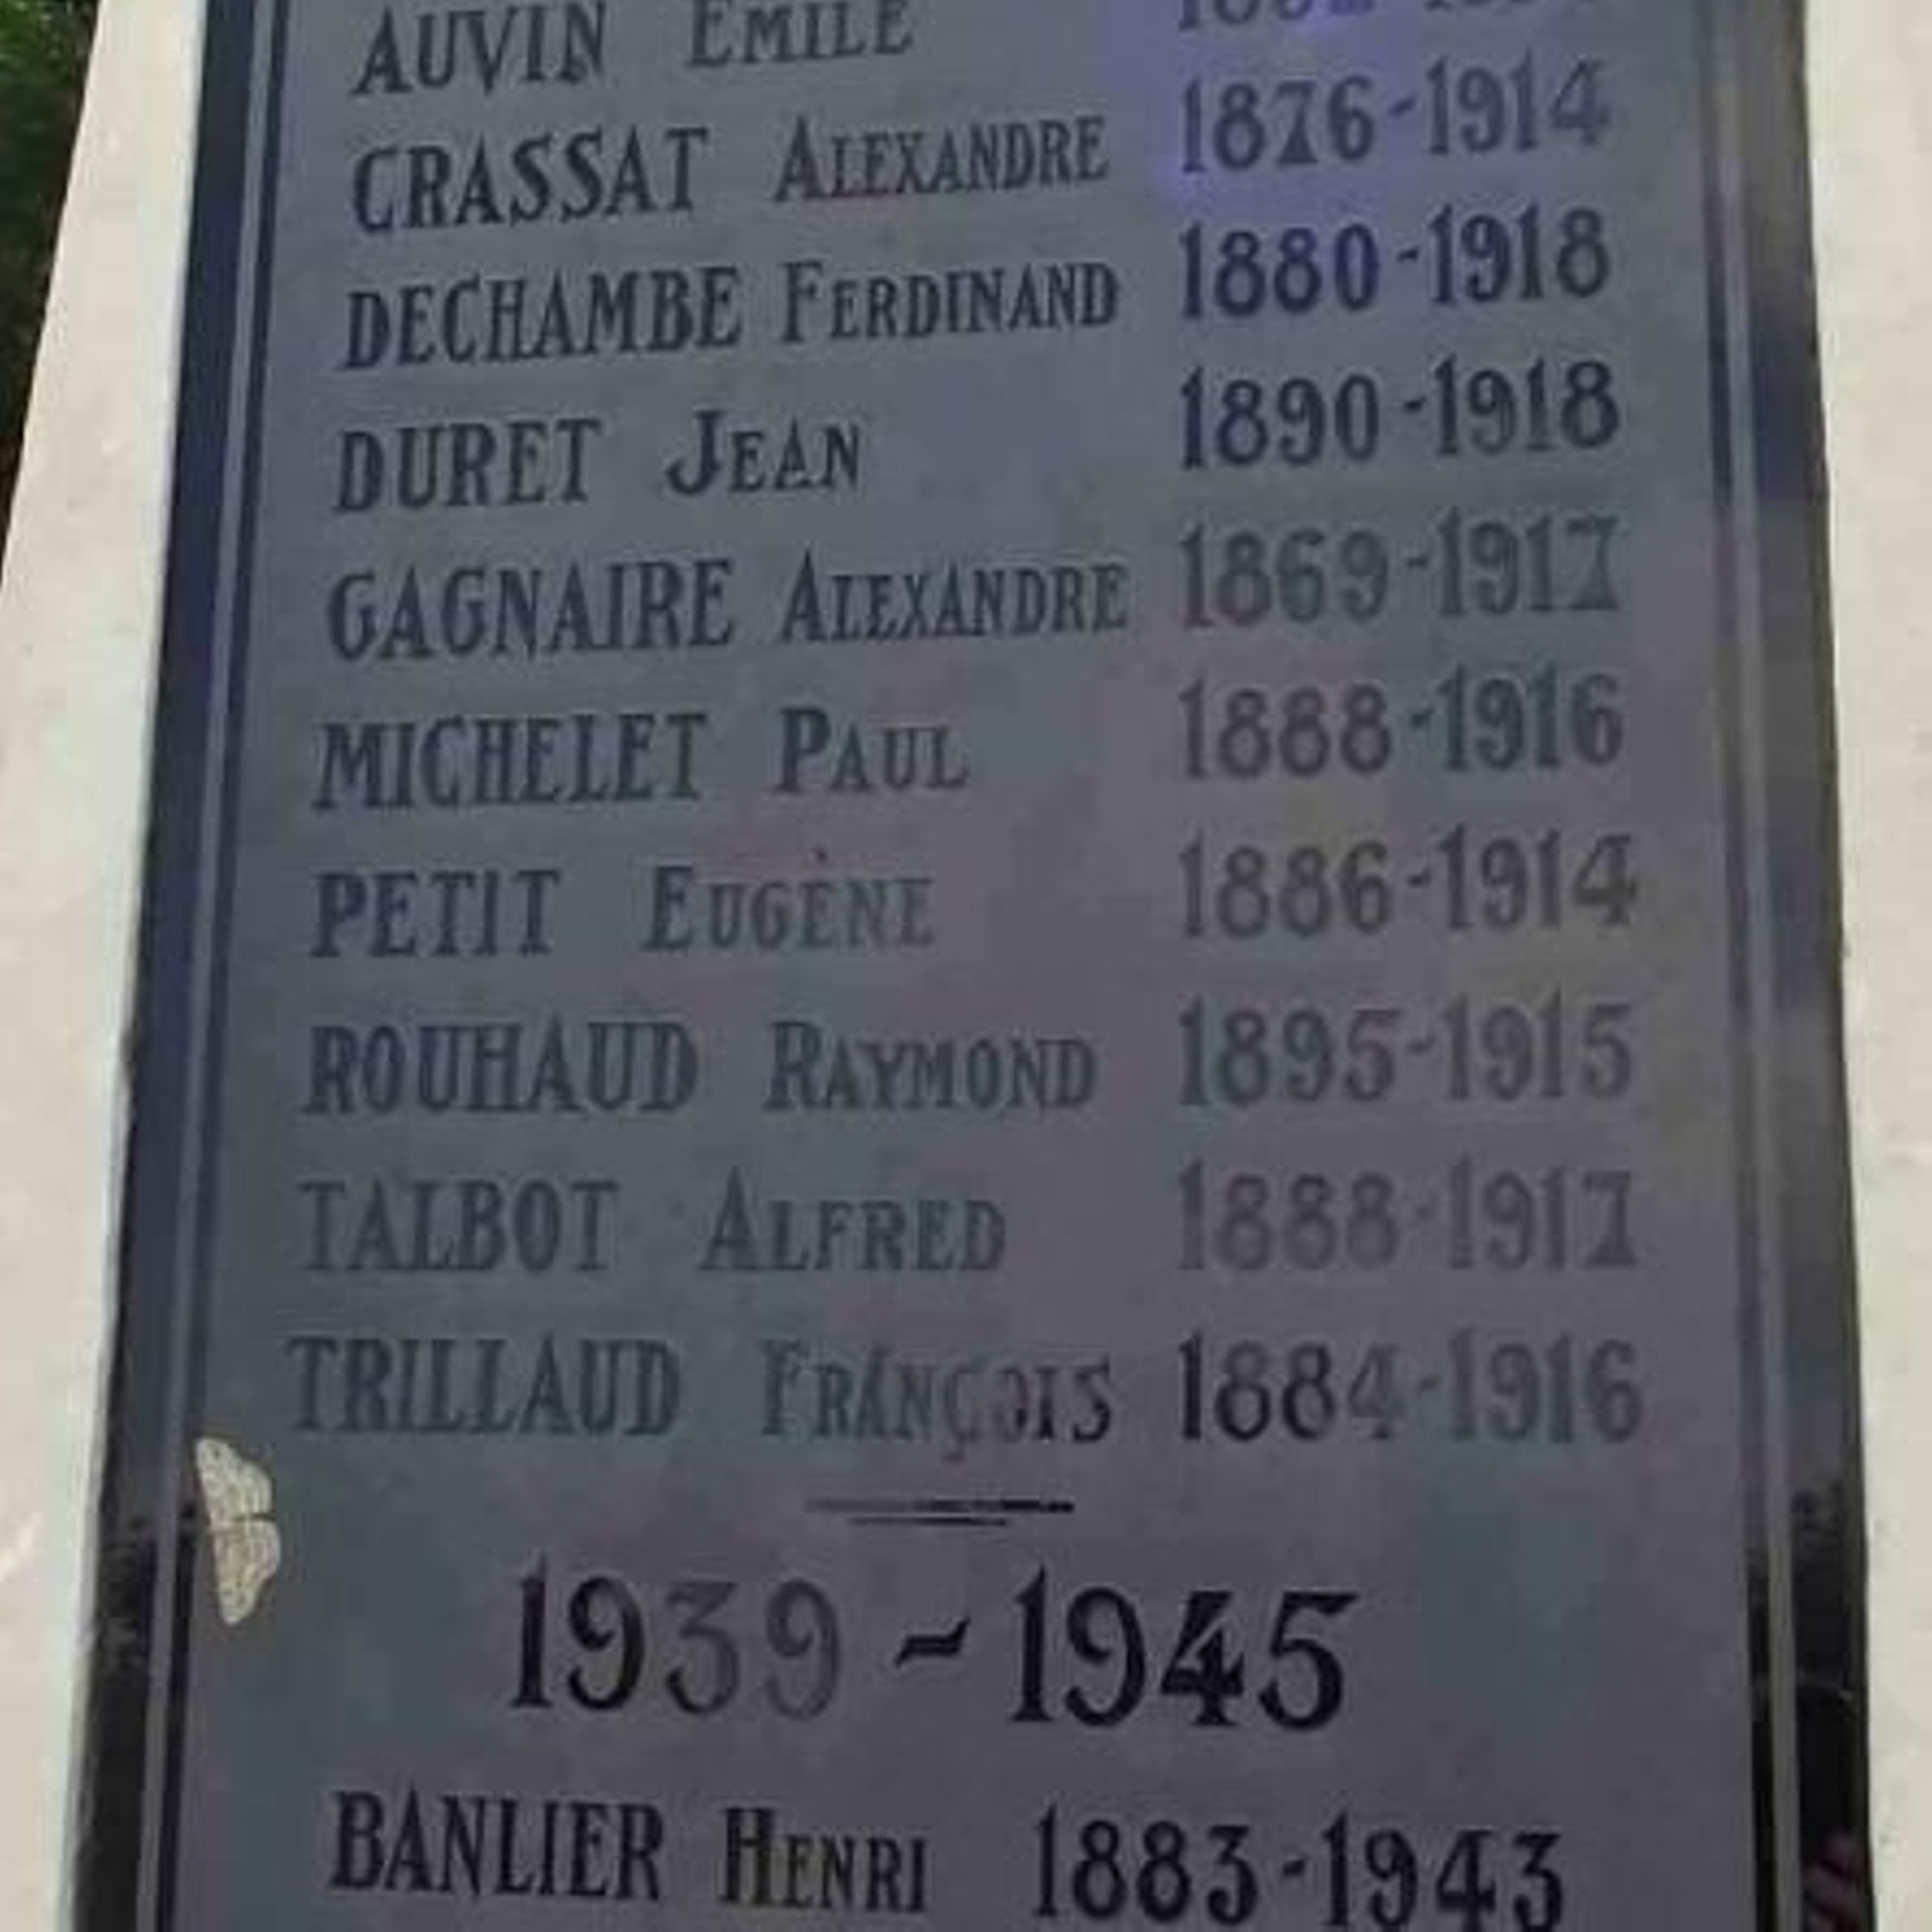 AUVIN EMILE
CRASSAT ALEXANDRE 1876-1914
DECHAMBE FERDINAND 1880-1918
DURET JEAN 1890-1918
GAGNAIRE ALEXANDRE 1869-1917
MICHELET PAUL 1888-1916
PETIT EUGÈNE 1886-1914
ROUHAUD RAYMOND 1895-1915
TALBOT ALFRED 1888-1917
TRILLAUD FRANÇOIS 1884-1916
1939-1945
BANLIER HENRI 1883-1943